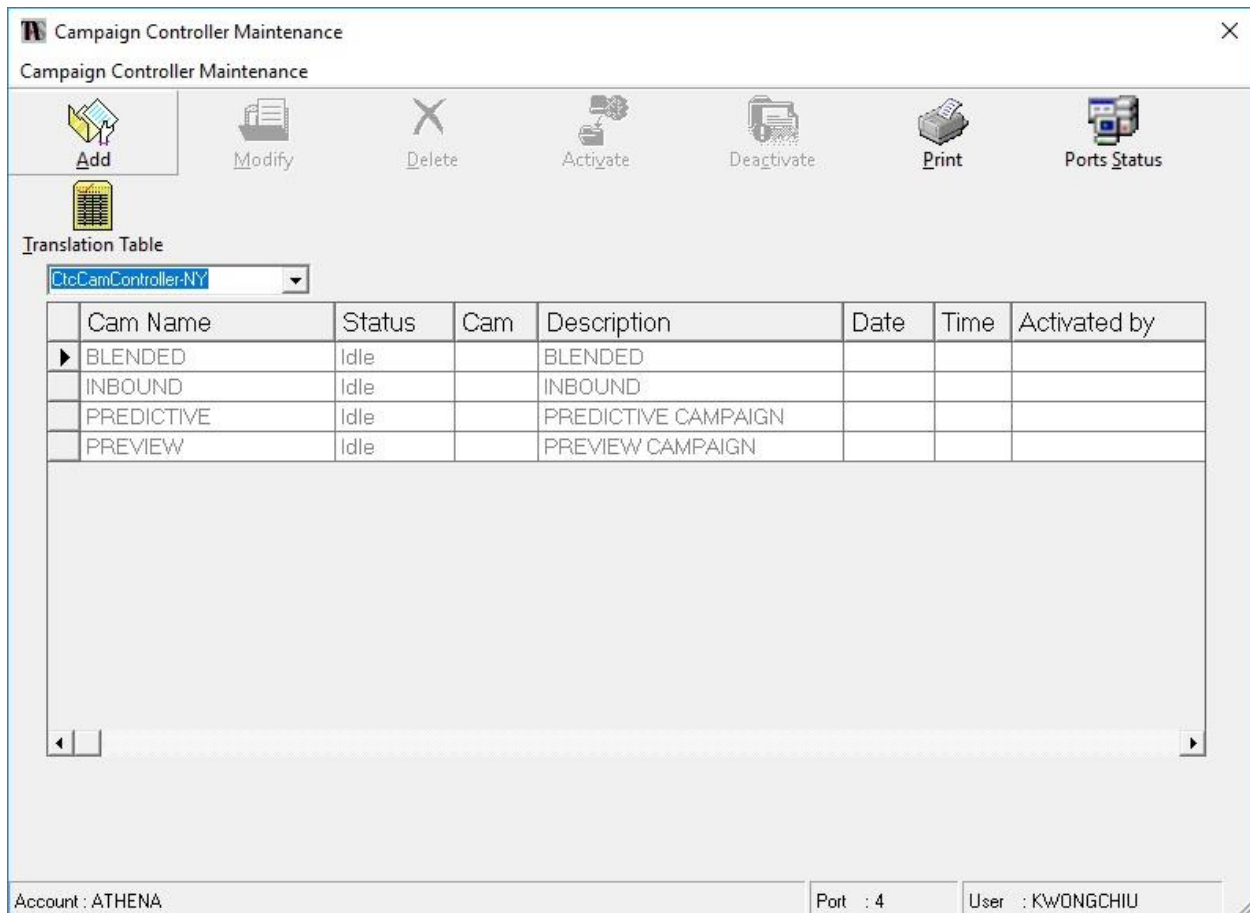 Campaign Controller Maintenance
Campaign Controller Maintenance
Add Modify Delete Activate Deactivate Print Ports Status
Translation Table
CtcCamController-NY
Cam Name Status Cam Description Date Time Activated by
BLENDED Idle BLENDED
INBOUND Idle INBOUND
PREDICTIVE Idle PREDICTIVE CAMPAIGN
PREVIEW Idle PREVIEW CAMPAIGN
Account : ATHENA Port : 4 User : KWONGCHIU